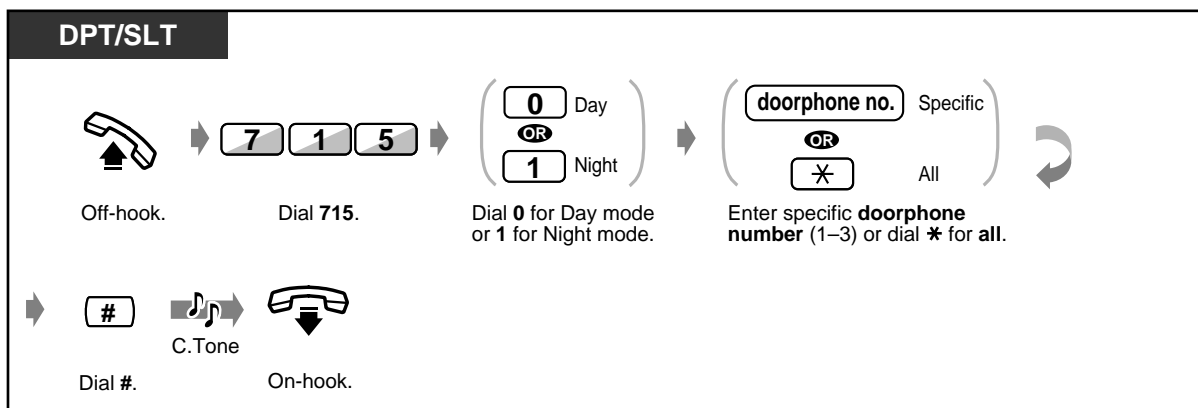 DPT/SLT
7 1 5
0 Day
OR
1 Night
doorphone no. Specific
OR
* All
Off-hook.
Dial 715.
Dial 0 for Day mode
or 1 for Night mode.
Enter specific doorphone
number (1–3) or dial * for all.
#
C.Tone
Dial #.
On-hook.